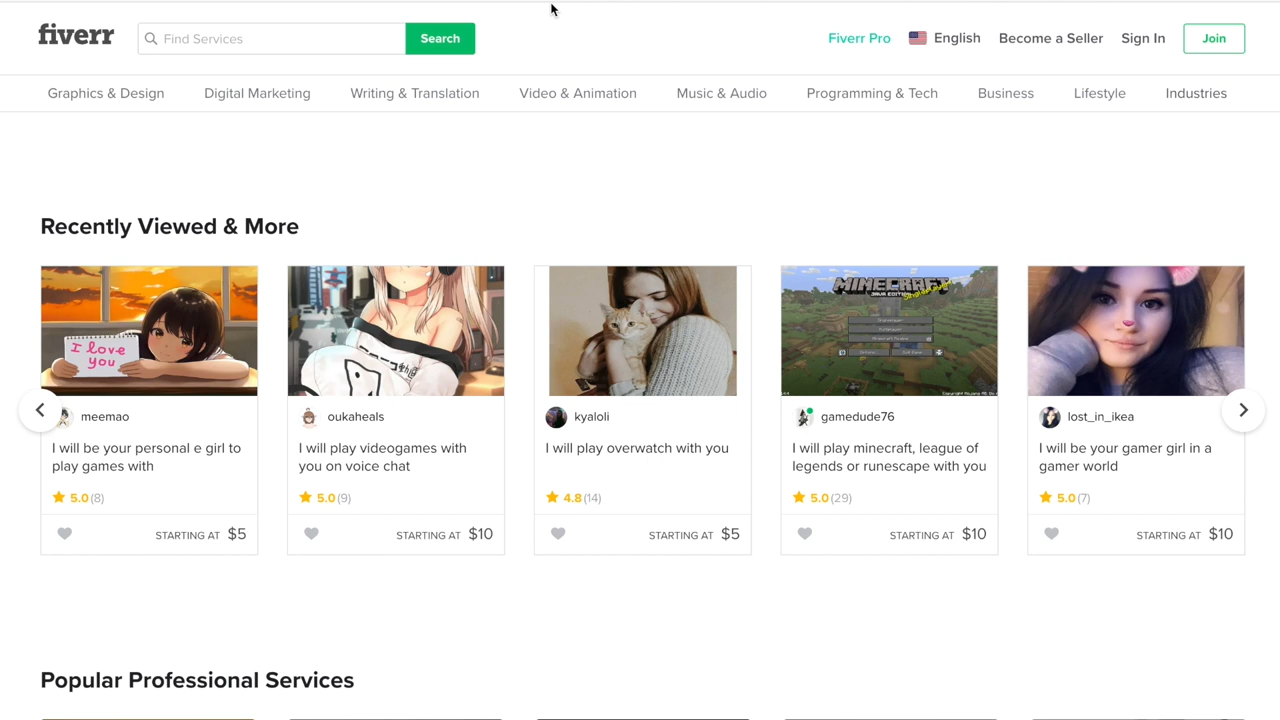 fiverr
Find Services
Search
Fiverr Pro
English
Become a Seller
Sign In
Join
Graphics & Design
Digital Marketing
Writing & Translation
Video & Animation
Music & Audio
Programming & Tech
Business
Lifestyle
Industries
Recently Viewed & More
I love
you
meemao
I will be your personal e girl to
play games with
5.0(8)
STARTING AT $5
oukaheals
I will play videogames with
you on voice chat
5.0(9)
STARTING AT $10
kyaloli
I will play overwatch with you
4.8(14)
STARTING AT $5
MINECRAFT
JAVA EDITION
gamedude76
I will play minecraft, league of
legends or runescape with you
5.0(29)
STARTING AT $10
lost_in_ikea
I will be your gamer girl in a
gamer world
5.0(7)
STARTING AT $10
Popular Professional Services